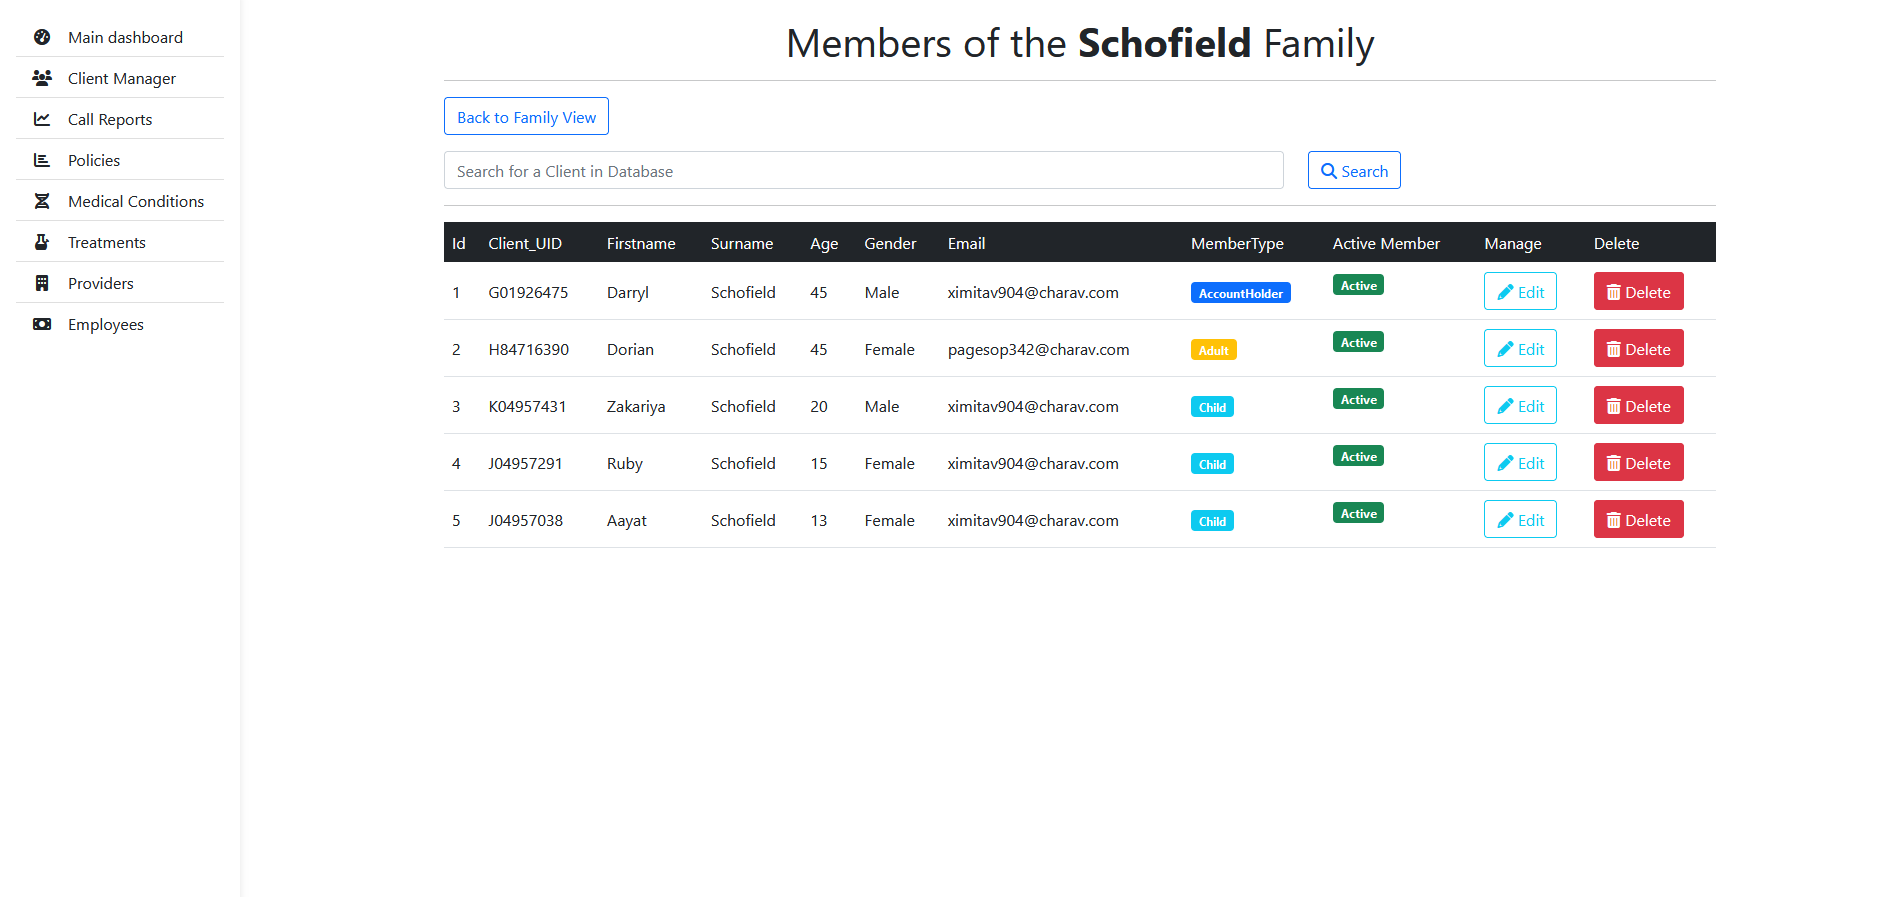 Main dashboard
Client Manager
Call Reports
Policies
Medical Conditions
Treatments
Providers
Employees
Members of the Schofield Family
Back to Family View
Search for a Client in Database Search
Id Client_UID Firstname Surname Age Gender Email MemberType Active Member Manage Delete
1 G01926475 Darryl Schofield 45 Male ximitav904@charav.com AccountHolder Active Edit Delete
2 H84716390 Dorian Schofield 45 Female pagesop342@charav.com Adult Active Edit Delete
3 K04957431 Zakariya Schofield 20 Male ximitav904@charav.com Child Active Edit Delete
4 J04957291 Ruby Schofield 15 Female ximitav904@charav.com Child Active Edit Delete
5 J04957038 Aayat Schofield 13 Female ximitav904@charav.com Child Active Edit Delete